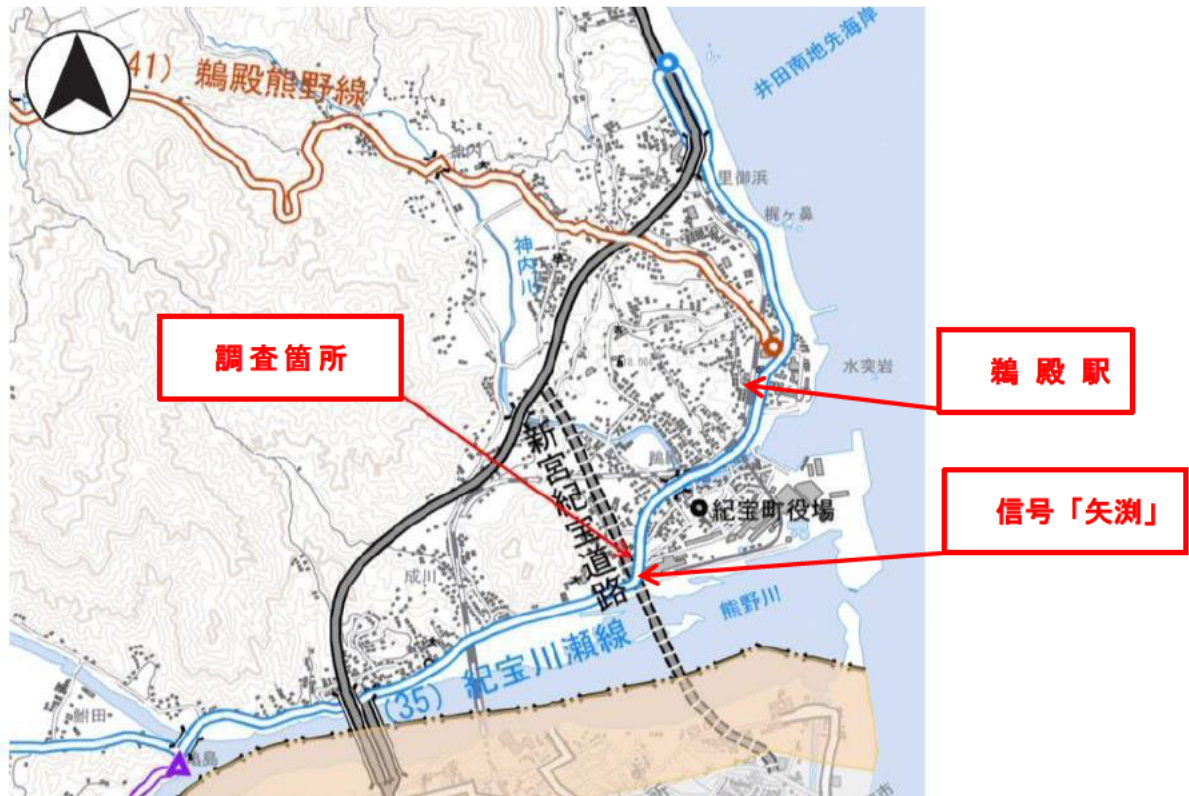 41) 鵜殿熊野線
井田南地先海岸
神内
里御浜
梶ヶ鼻
神内川
調査箇所
水突岩
鵜殿駅
新宮紀宝道路
鵜殿
紀宝町役場
信号「矢渕」
成川
熊野川
(35) 紀宝川瀬線
鮒田